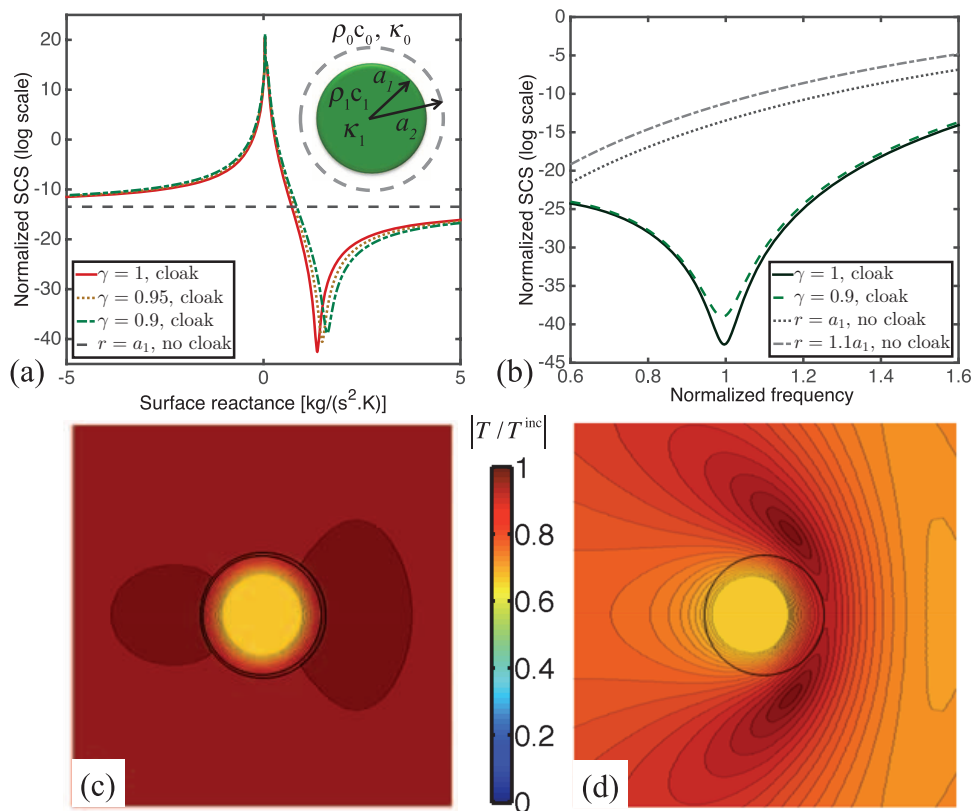 20
10
0
-10
-20
-30
-40
Normalized SCS (log scale)
ρ₀c₀, κ₀
a₁
ρ₁c₁
κ₁
a₂
γ = 1, cloak
γ = 0.95, cloak
γ = 0.9, cloak
r = a₁, no cloak
(a)
-5 0 5
Surface reactance [kg/(s².K)]
0
-5
-10
-15
-20
-25
-30
-35
-40
-45
Normalized SCS (log scale)
γ = 1, cloak
γ = 0.9, cloak
r = a₁, no cloak
r = 1.1a₁, no cloak
(b)
0.6 0.8 1 1.2 1.4 1.6
Normalized frequency
|T / T^inc|
1
0.8
0.6
0.4
0.2
0
(c)
(d)